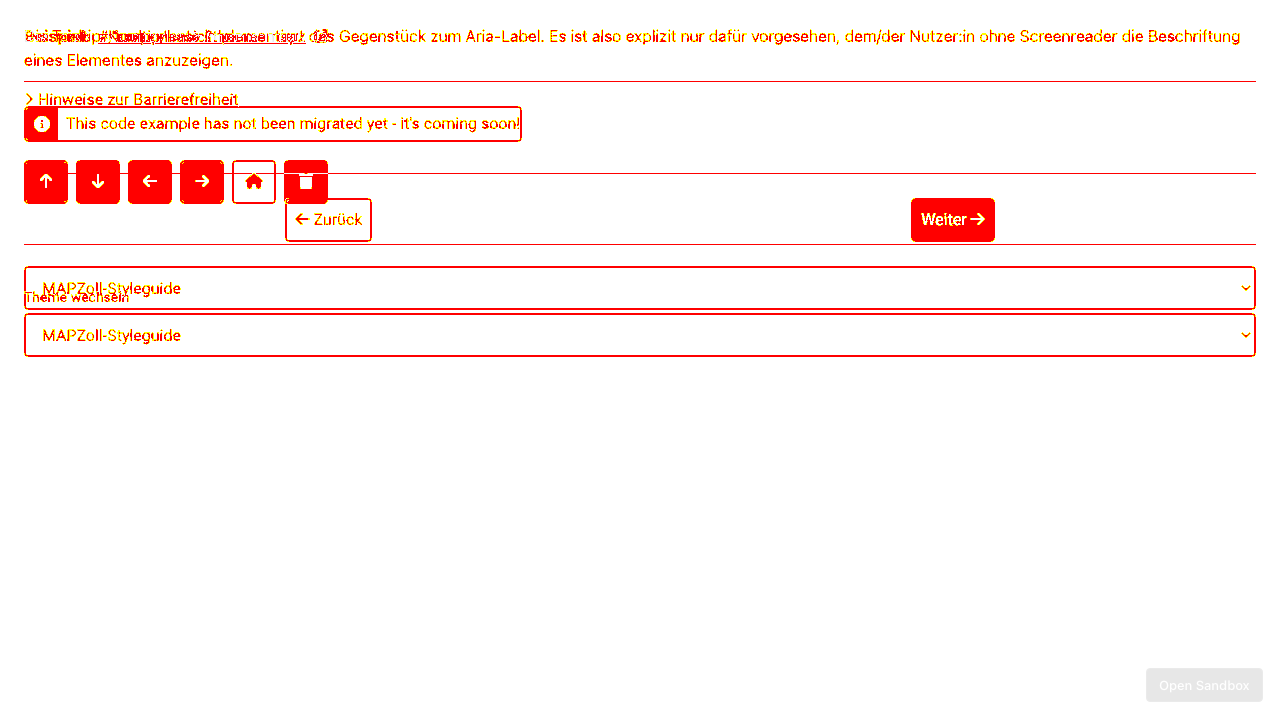 des Gegenstück zum Aria-Label. Es ist also explizit nur dafür vorgesehen, dem/der Nutzer:in ohne Screenreader die Beschriftung
eines Elementes anzuzeigen.
Hinweise zur Barrierefreiheit
This code example has not been migrated yet - it's coming soon!
Zurück
Weiter
MAPZoll-Styleguide
Theme wechseln
MAPZoll-Styleguide
Open Sandbox